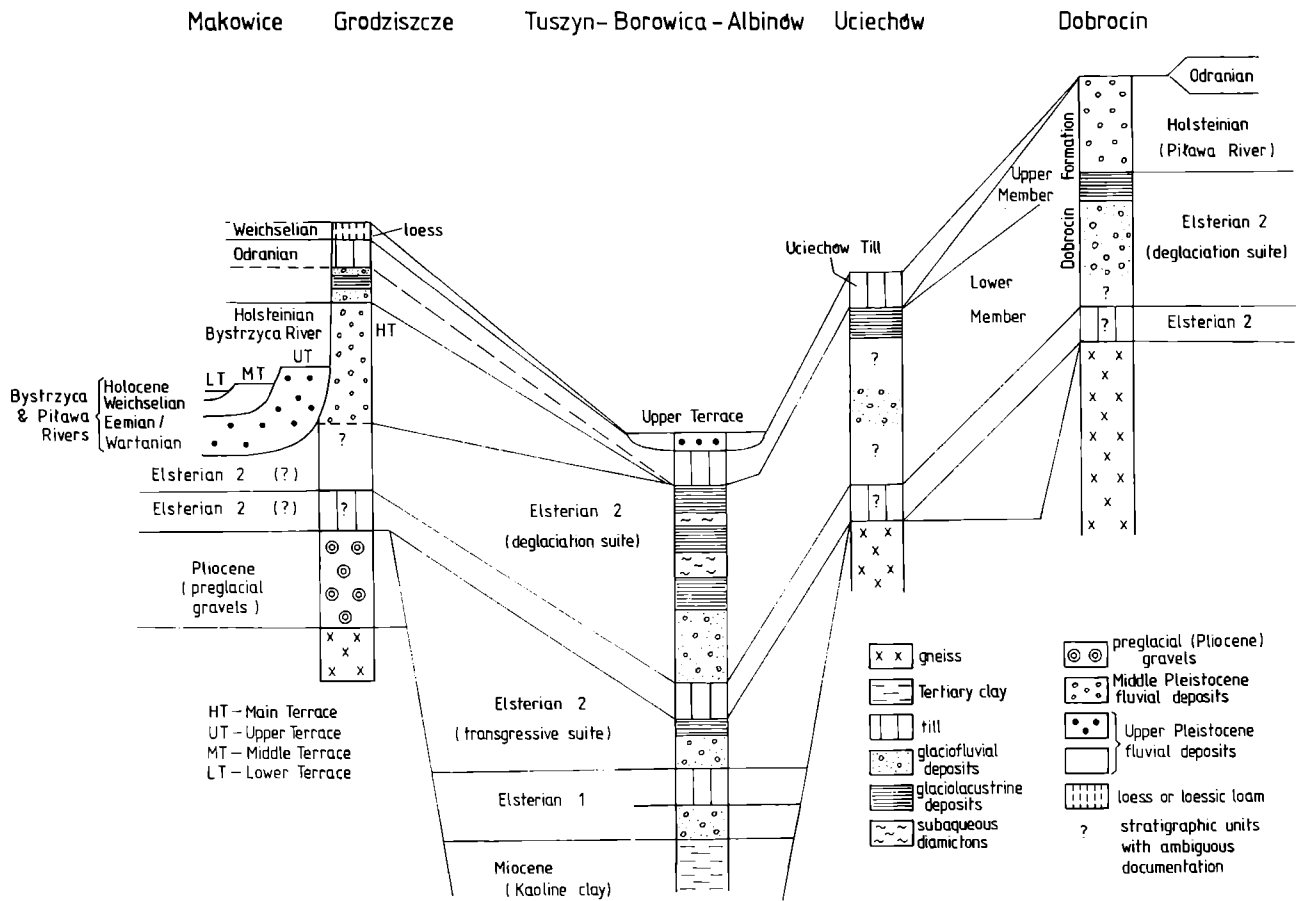 Makowice
Grodziszcze
Tuszyn-Borowica-Albinów
Uciechów
Dobrocin
Odranian
Holsteinian
(Piława River)
Formation
Dobrocin
Upper
Member
Elsterian 2
(deglaciation suite)
Elsterian 2
Uciechów Till
Lower
Member
Weichselian
loess
Odranian
Holsteinian
Bystrzyca River
HT
UT
MT
LT
Bystrzyca
& Piława
Rivers
Holocene
Weichselian
Eemian /
Wartanian
Upper Terrace
?
?
?
?
?
?
?
Elsterian 2 (?)
Elsterian 2 (?)
Elsterian 2
(deglaciation suite)
Pliocene
(preglacial
gravels)
Elsterian 2
(transgressive suite)
Elsterian 1
Miocene
(Kaoline clay)
HT – Main Terrace
UT – Upper Terrace
MT – Middle Terrace
LT – Lower Terrace
gneiss
Tertiary clay
till
glaciofluvial
deposits
glaciolacustrine
deposits
subaqueous
diamictons
preglacial (Pliocene)
gravels
Middle Pleistocene
fluvial deposits
Upper Pleistocene
fluvial deposits
loess or loessic loam
? stratigraphic units
with ambiguous
documentation